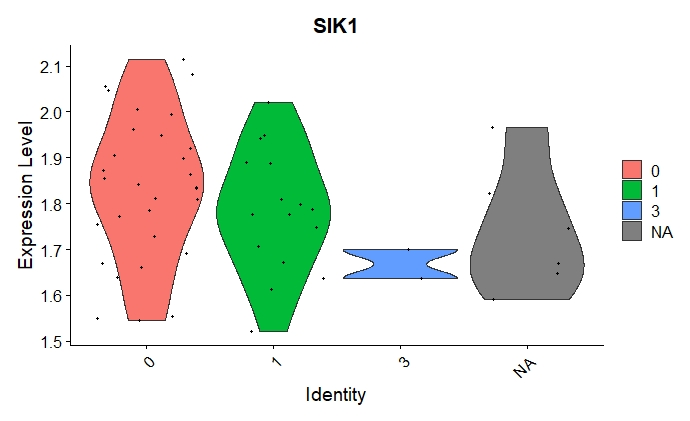 SIK1
Expression Level
2.1
2.0
1.9
1.8
1.7
1.6
1.5
0
1
3
NA
Identity
0
1
3
NA